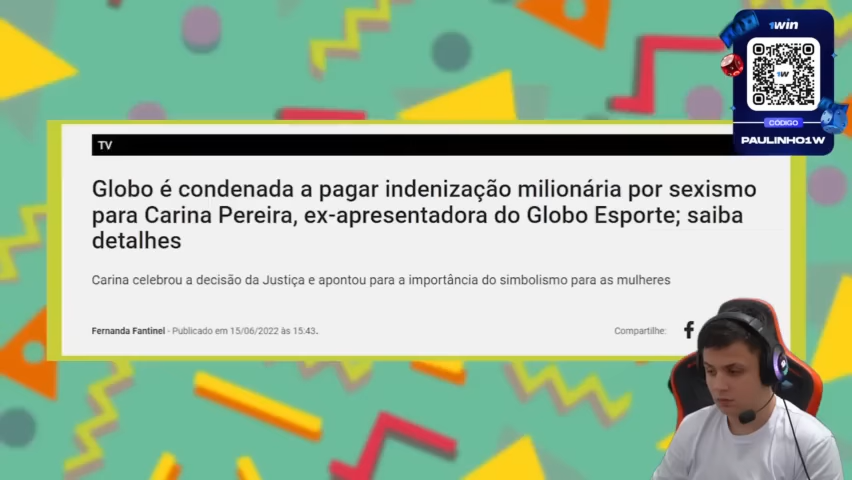 1win
1W
CÓDIGO
PAULINHO1W
TV
Globo é condenada a pagar indenização milionária por sexismo
para Carina Pereira, ex-apresentadora do Globo Esporte; saiba
detalhes
Carina celebrou a decisão da Justiça e apontou para a importância do simbolismo para as mulheres
Fernanda Fantinel - Publicado em 15/06/2022 às 15:43.
Compartilhe: